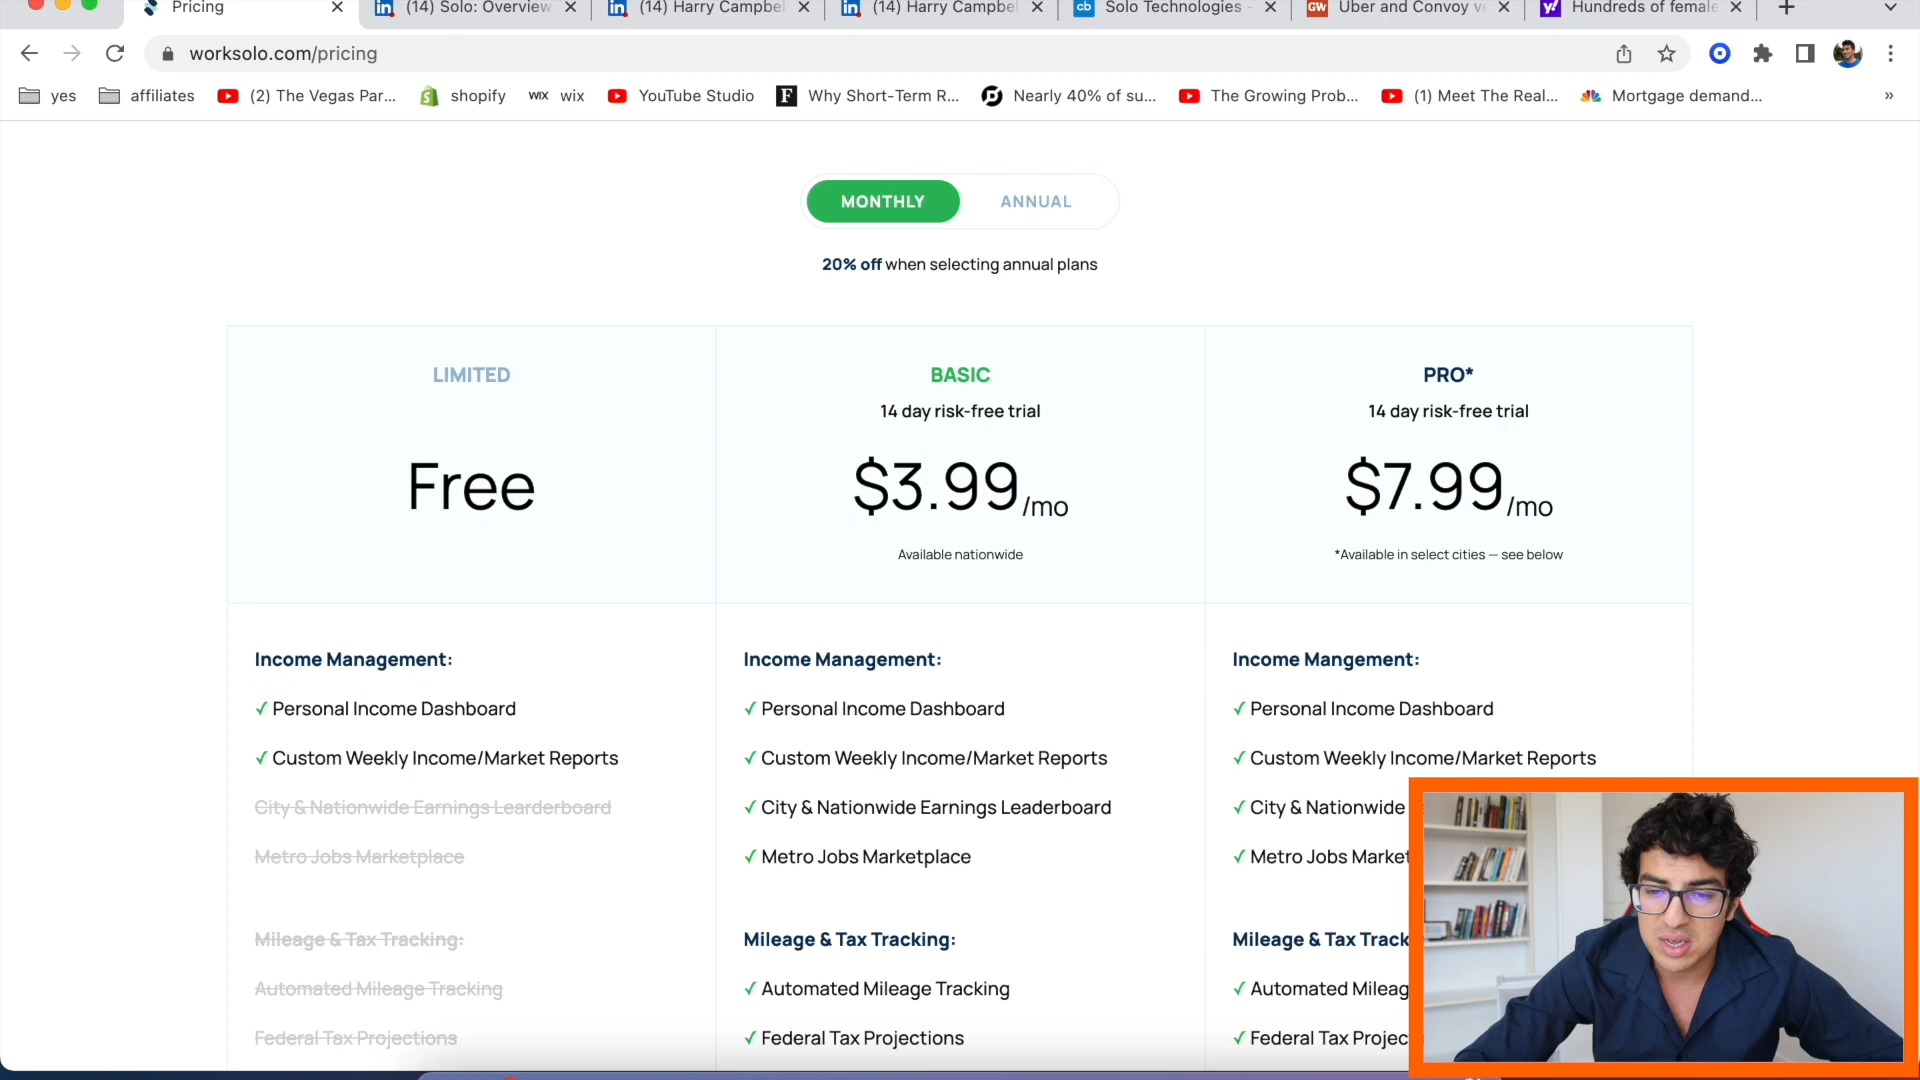 Pricing
(14) Solo: Overview
(14) Harry Campbel
(14) Harry Campbel
Solo Technologies -
Uber and Convoy ve
Hundreds of female
worksolo.com/pricing
yes
affiliates
(2) The Vegas Par...
shopify
WIX wix
YouTube Studio
F Why Short-Term R...
Nearly 40% of su...
The Growing Prob...
(1) Meet The Real...
Mortgage demand...
»
MONTHLY
ANNUAL
20% off when selecting annual plans
LIMITED
Free
BASIC
14 day risk-free trial
$3.99/mo
Available nationwide
PRO*
14 day risk-free trial
$7.99/mo
*Available in select cities — see below
Income Management:
✓ Personal Income Dashboard
✓ Custom Weekly Income/Market Reports
City & Nationwide Earnings Learderboard
Metro Jobs Marketplace
Mileage & Tax Tracking:
Automated Mileage Tracking
Federal Tax Projections
Income Management:
✓ Personal Income Dashboard
✓ Custom Weekly Income/Market Reports
✓ City & Nationwide Earnings Leaderboard
✓ Metro Jobs Marketplace
Mileage & Tax Tracking:
✓ Automated Mileage Tracking
✓ Federal Tax Projections
Income Mangement:
✓ Personal Income Dashboard
✓ Custom Weekly Income/Market Reports
✓ City & Nationwide
✓ Metro Jobs Market
Mileage & Tax Track
✓ Automated Mileag
✓ Federal Tax Projec